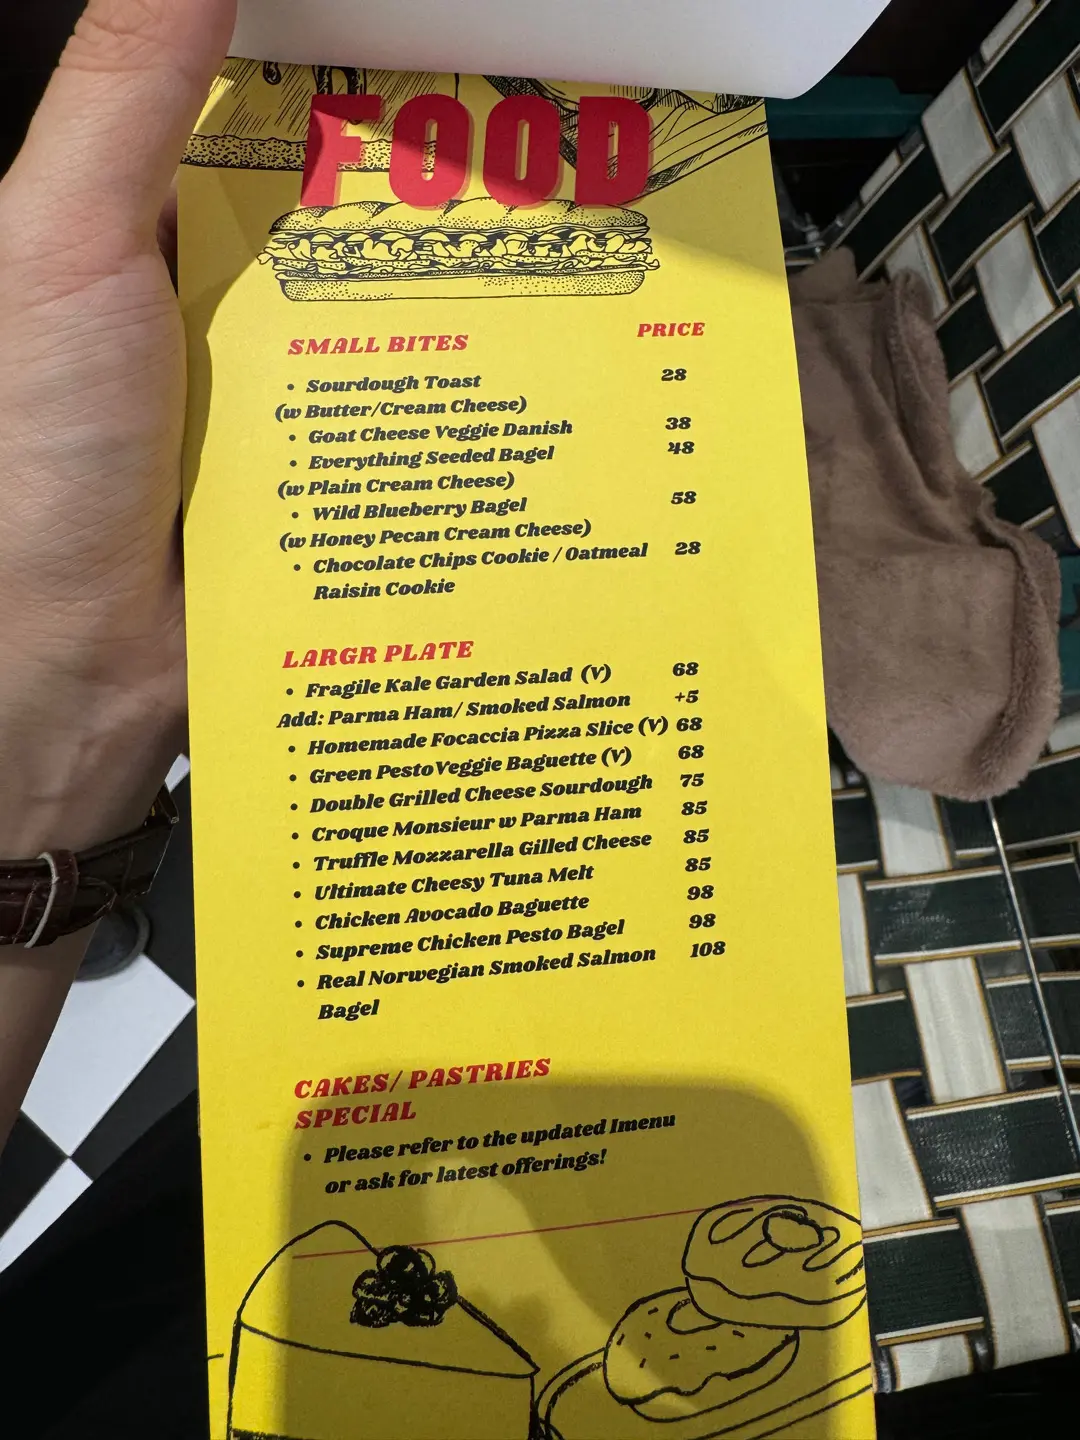 FOOD
SMALL BITES PRICE
• Sourdough Toast 28
(w Butter/Cream Cheese)
• Goat Cheese Veggie Danish 38
• Everything Seeded Bagel 48
(w Plain Cream Cheese)
• Wild Blueberry Bagel 58
(w Honey Pecan Cream Cheese)
• Chocolate Chips Cookie / Oatmeal 28
Raisin Cookie
LARGR PLATE
• Fragile Kale Garden Salad (V) 68
Add: Parma Ham/ Smoked Salmon +5
• Homemade Focaccia Pizza Slice (V) 68
• Green PestoVeggie Baguette (V) 68
• Double Grilled Cheese Sourdough 75
• Croque Monsieur w Parma Ham 85
• Truffle Mozzarella Gilled Cheese 85
• Ultimate Cheesy Tuna Melt 85
• Chicken Avocado Baguette 98
• Supreme Chicken Pesto Bagel 98
• Real Norwegian Smoked Salmon 108
Bagel
CAKES/ PASTRIES
SPECIAL
• Please refer to the updated Imenu
or ask for latest offerings!